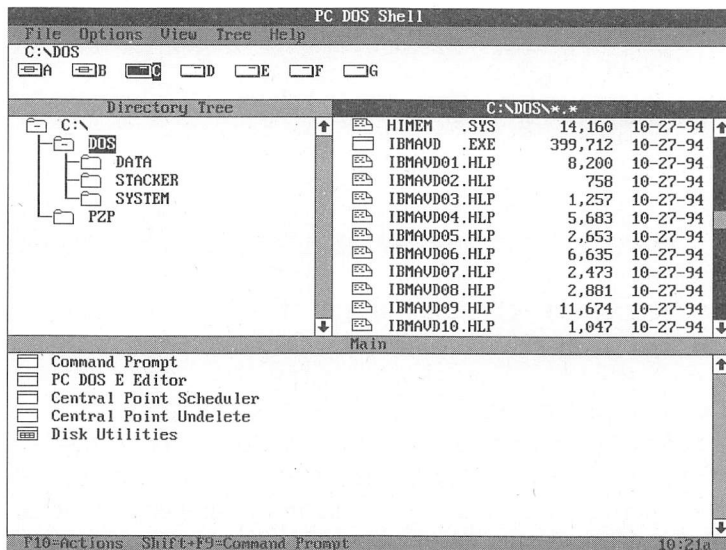 PC DOS Shell
File Options View Tree Help
C:\DOS
A B C D E F G
Directory Tree
C:\
DOS
DATA
STACKER
SYSTEM
PZP
C:\DOS\*.*
HIMEM .SYS 14,160 10-27-94
IBMAVD .EXE 399,712 10-27-94
IBMAVD01.HLP 8,200 10-27-94
IBMAVD02.HLP 758 10-27-94
IBMAVD03.HLP 1,257 10-27-94
IBMAVD04.HLP 5,683 10-27-94
IBMAVD05.HLP 2,653 10-27-94
IBMAVD06.HLP 6,635 10-27-94
IBMAVD07.HLP 2,473 10-27-94
IBMAVD08.HLP 2,881 10-27-94
IBMAVD09.HLP 11,674 10-27-94
IBMAVD10.HLP 1,047 10-27-94
Main
Command Prompt
PC DOS E Editor
Central Point Scheduler
Central Point Undelete
Disk Utilities
F10=Actions Shift+F9=Command Prompt 10:21a